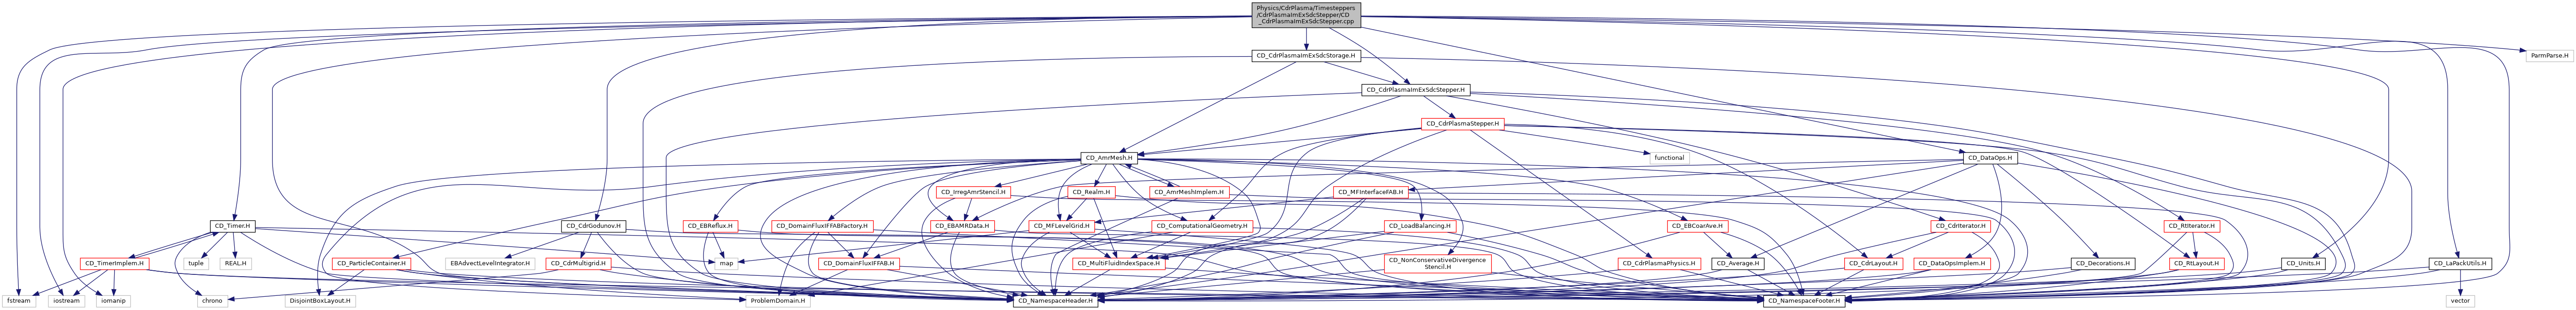 Physics/CdrPlasma/Timesteppers
/CdrPlasmaImExSdcStepper/CD
_CdrPlasmaImExSdcStepper.cpp
CD_CdrPlasmaImExSdcStorage.H
ParmParse.H
CD_CdrPlasmaImExSdcStepper.H
CD_CdrPlasmaStepper.H
CD_AmrMesh.H
functional
CD_DataOps.H
CD_IrregAmrStencil.H
CD_Realm.H
CD_AmrMeshImplem.H
CD_MFInterfaceFAB.H
CD_Timer.H
CD_CdrGodunov.H
CD_EBReflux.H
CD_DomainFluxIFFABFactory.H
CD_EBAMRData.H
CD_MFLevelGrid.H
CD_ComputationalGeometry.H
CD_LoadBalancing.H
CD_EBCoarAve.H
CD_CdrIterator.H
CD_RtIterator.H
CD_TimerImplem.H
tuple
REAL.H
CD_ParticleContainer.H
EBAdvectLevelIntegrator.H
CD_CdrMultigrid.H
map
CD_DomainFluxIFFAB.H
CD_MultiFluidIndexSpace.H
CD_NonConservativeDivergence
Stencil.H
CD_CdrPlasmaPhysics.H
CD_Average.H
CD_CdrLayout.H
CD_DataOpsImplem.H
CD_Decorations.H
CD_RtLayout.H
CD_Units.H
CD_LaPackUtils.H
fstream
iostream
iomanip
chrono
DisjointBoxLayout.H
ProblemDomain.H
CD_NamespaceHeader.H
CD_NamespaceFooter.H
vector